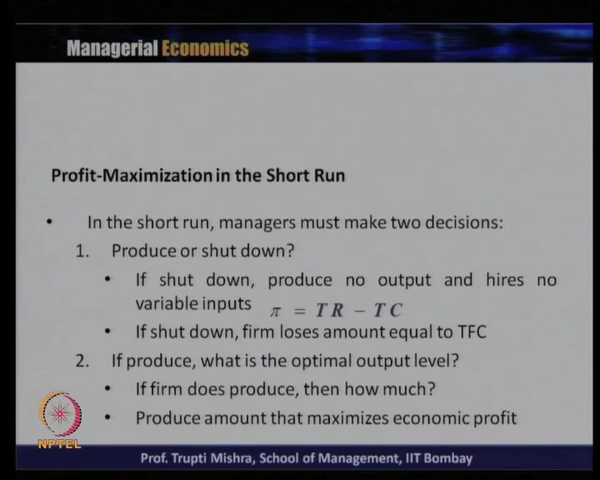 Managerial Economics
Profit-Maximization in the Short Run
• In the short run, managers must make two decisions:
1. Produce or shut down?
• If shut down, produce no output and hires no
variable inputs π = TR − TC
• If shut down, firm loses amount equal to TFC
2. If produce, what is the optimal output level?
• If firm does produce, then how much?
• Produce amount that maximizes economic profit
NPTEL
Prof. Trupti Mishra, School of Management, IIT Bombay